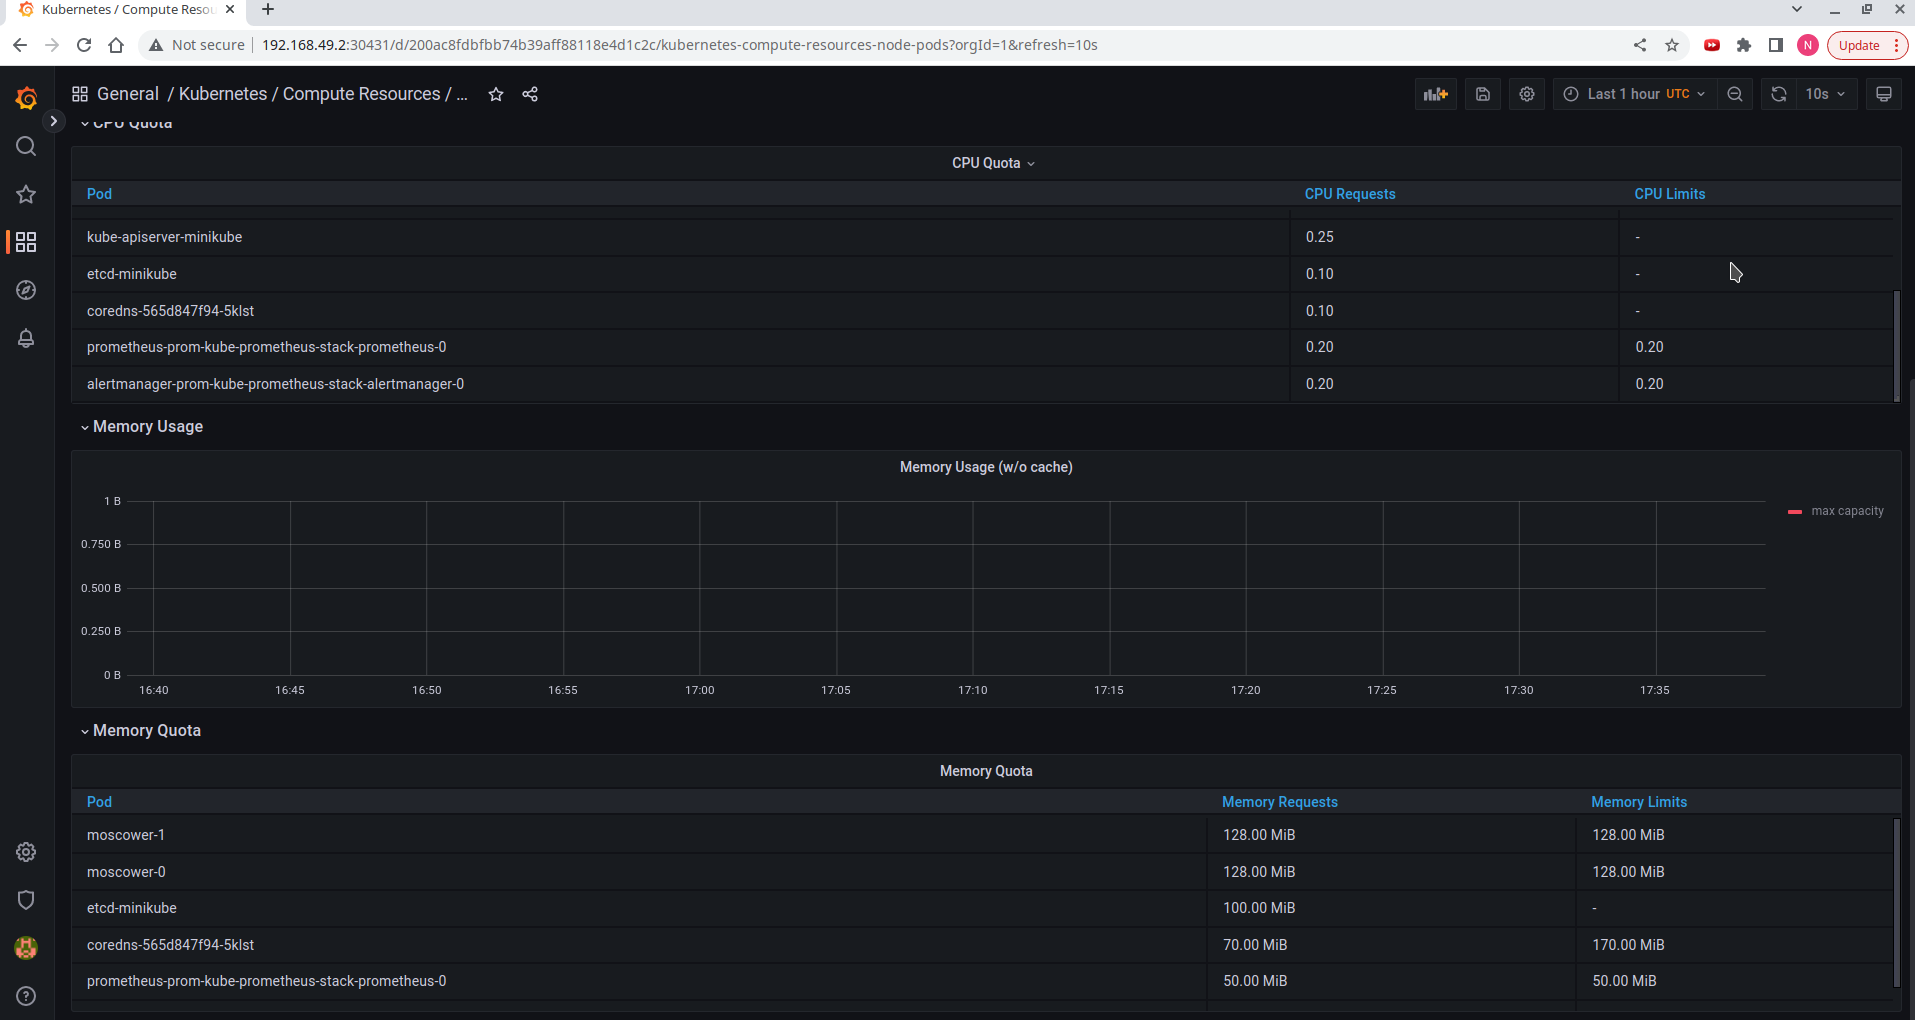 Kubernetes / Compute Resou
Not secure 192.168.49.2:30431/d/200ac8fdbfbb74b39aff88118e4d1c2c/kubernetes-compute-resources-node-pods?orgId=1&refresh=10s N Update
General / Kubernetes / Compute Resources / ... Last 1 hour UTC 10s
CPU Quota
CPU Quota
Pod CPU Requests CPU Limits
kube-apiserver-minikube 0.25 -
etcd-minikube 0.10 -
coredns-565d847f94-5klst 0.10 -
prometheus-prom-kube-prometheus-stack-prometheus-0 0.20 0.20
alertmanager-prom-kube-prometheus-stack-alertmanager-0 0.20 0.20
Memory Usage
Memory Usage (w/o cache)
1 B
max capacity
0.750 B
0.500 B
0.250 B
0 B
16:40 16:45 16:50 16:55 17:00 17:05 17:10 17:15 17:20 17:25 17:30 17:35
Memory Quota
Memory Quota
Pod Memory Requests Memory Limits
moscower-1 128.00 MiB 128.00 MiB
moscower-0 128.00 MiB 128.00 MiB
etcd-minikube 100.00 MiB -
coredns-565d847f94-5klst 70.00 MiB 170.00 MiB
prometheus-prom-kube-prometheus-stack-prometheus-0 50.00 MiB 50.00 MiB